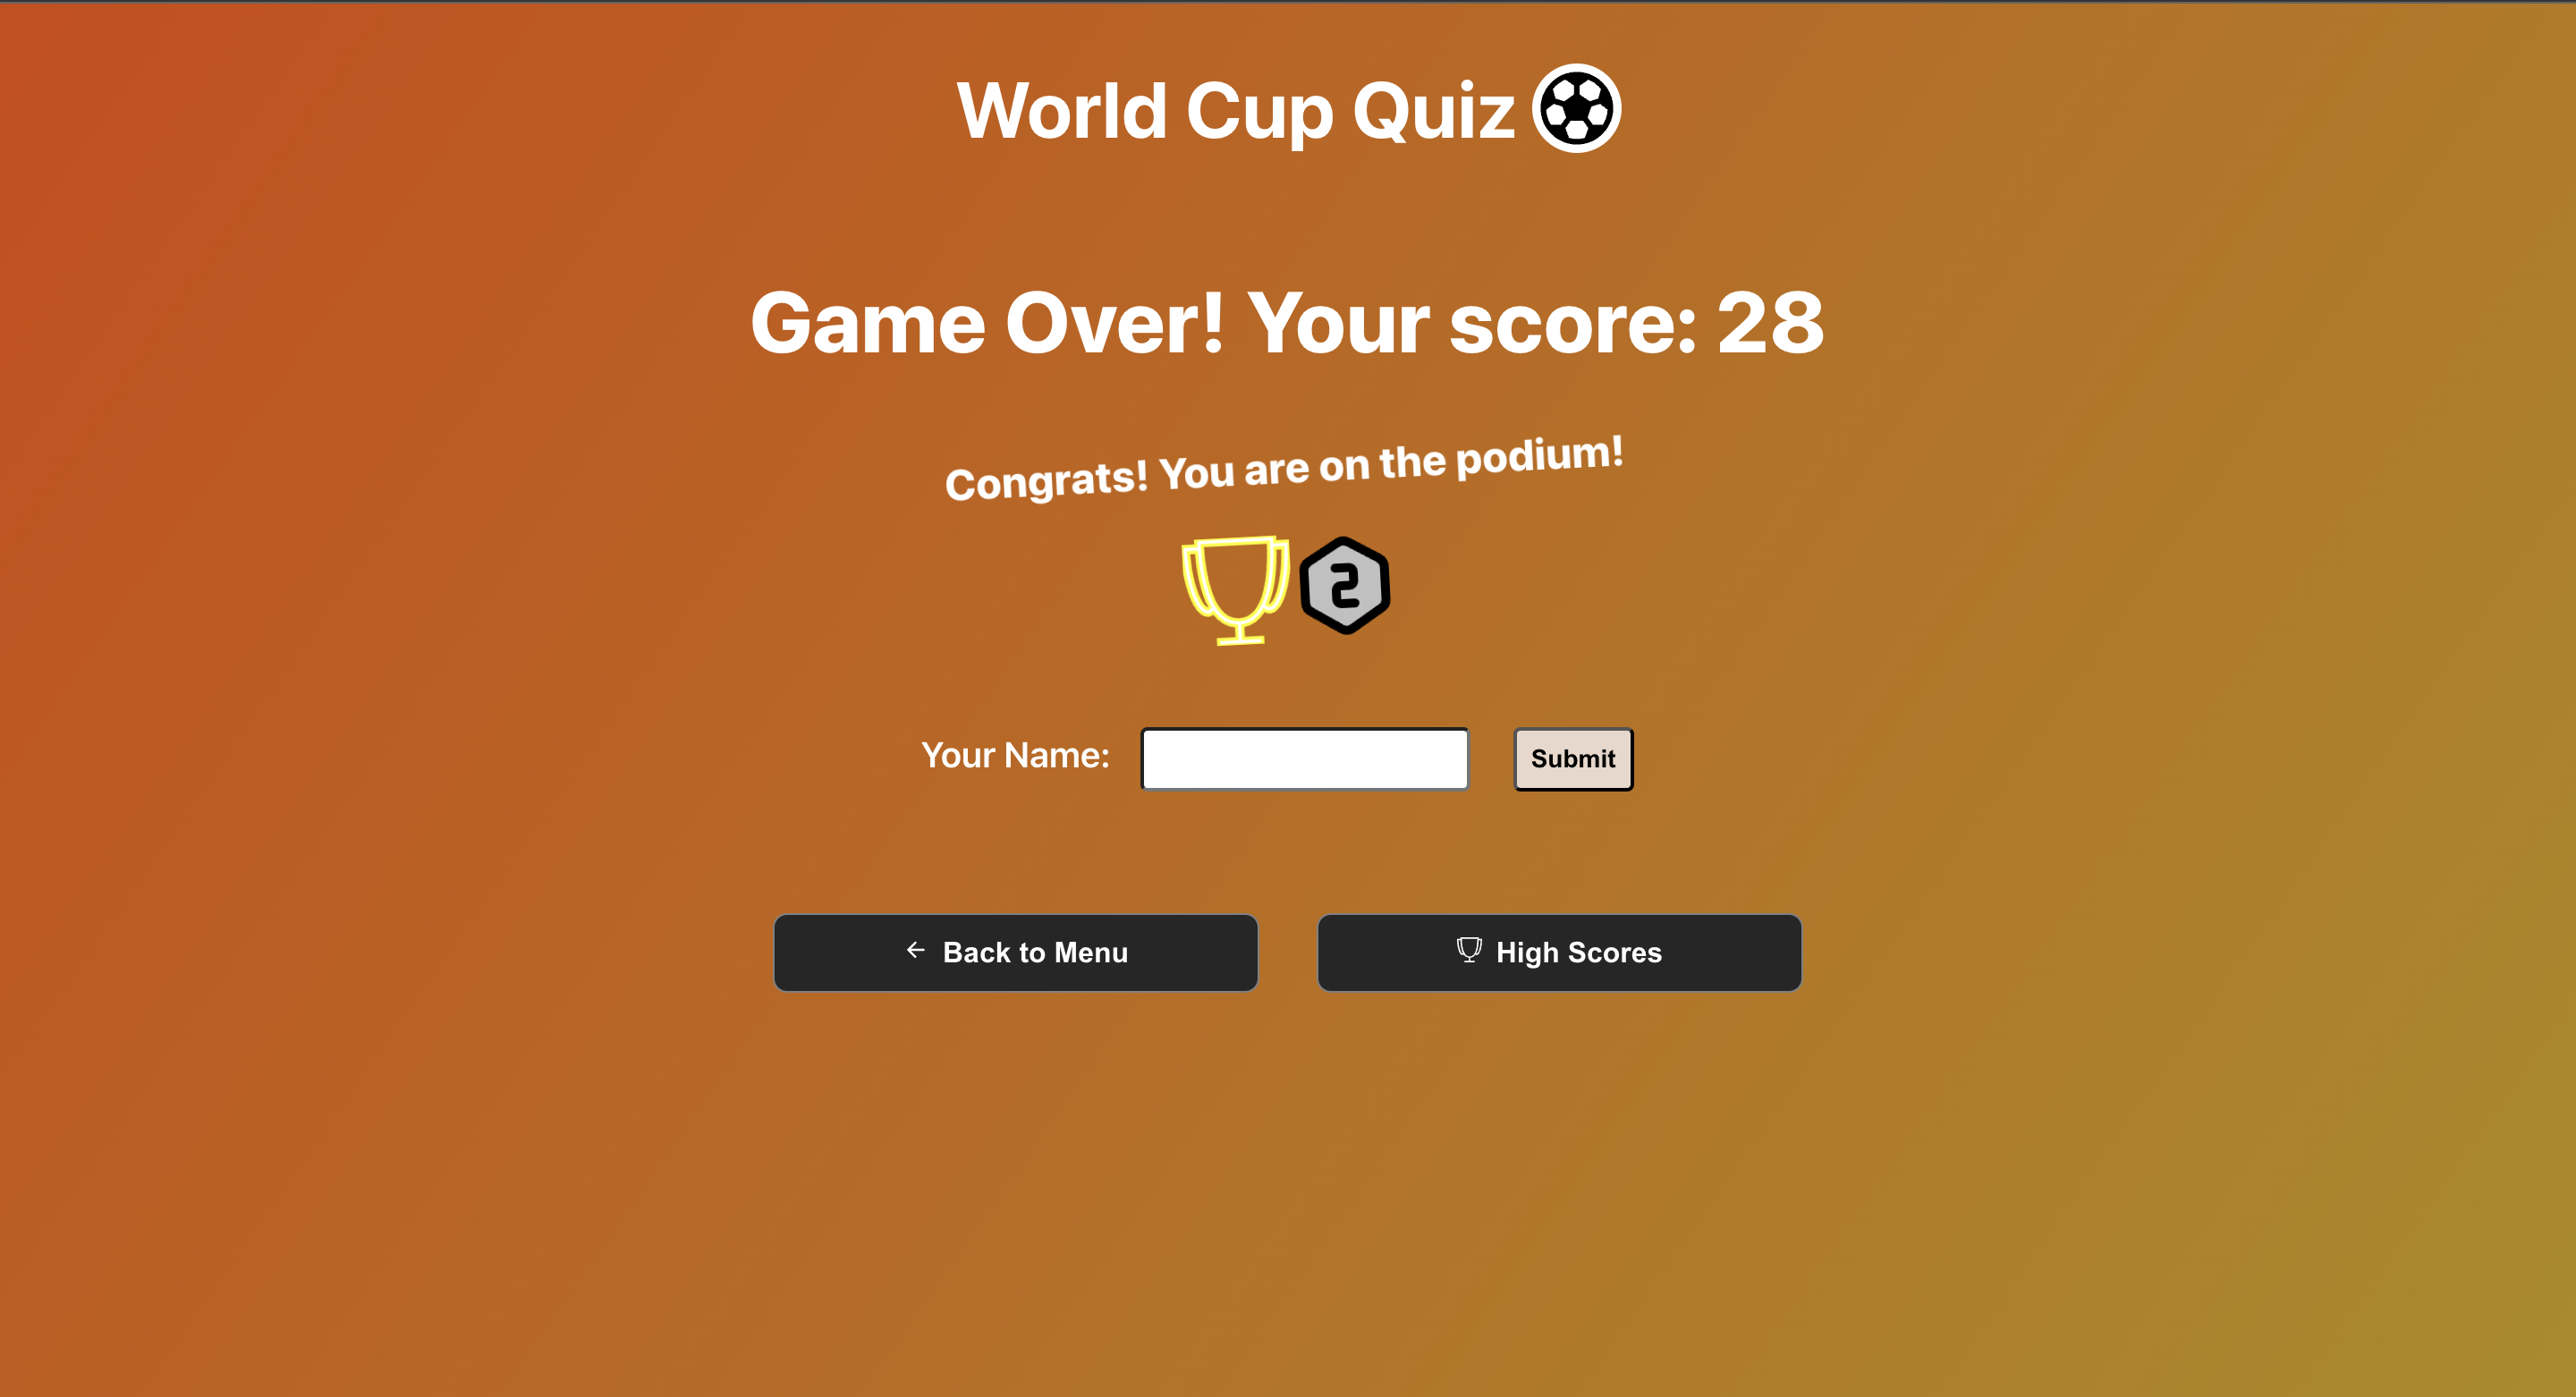 World Cup Quiz
Game Over! Your score: 28
Congrats! You are on the podium!
2
Your Name:
Submit
Back to Menu
High Scores